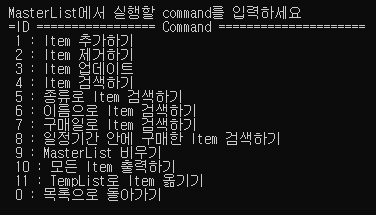 MasterList에서 실행할 command를 입력하세요
=ID ================= Command =====================
1 : Item 추가하기
2 : Item 제거하기
3 : Item 업데이트
4 : Item 검색하기
5 : 종류로 Item 검색하기
6 : 이름으로 Item 검색하기
7 : 구매일로 Item 검색하기
8 : 일정기간 안에 구매한 Item 검색하기
9 : MasterList 비우기
10 : 모든 Item 출력하기
11 : TempList로 Item 옮기기
0 : 목록으로 돌아가기